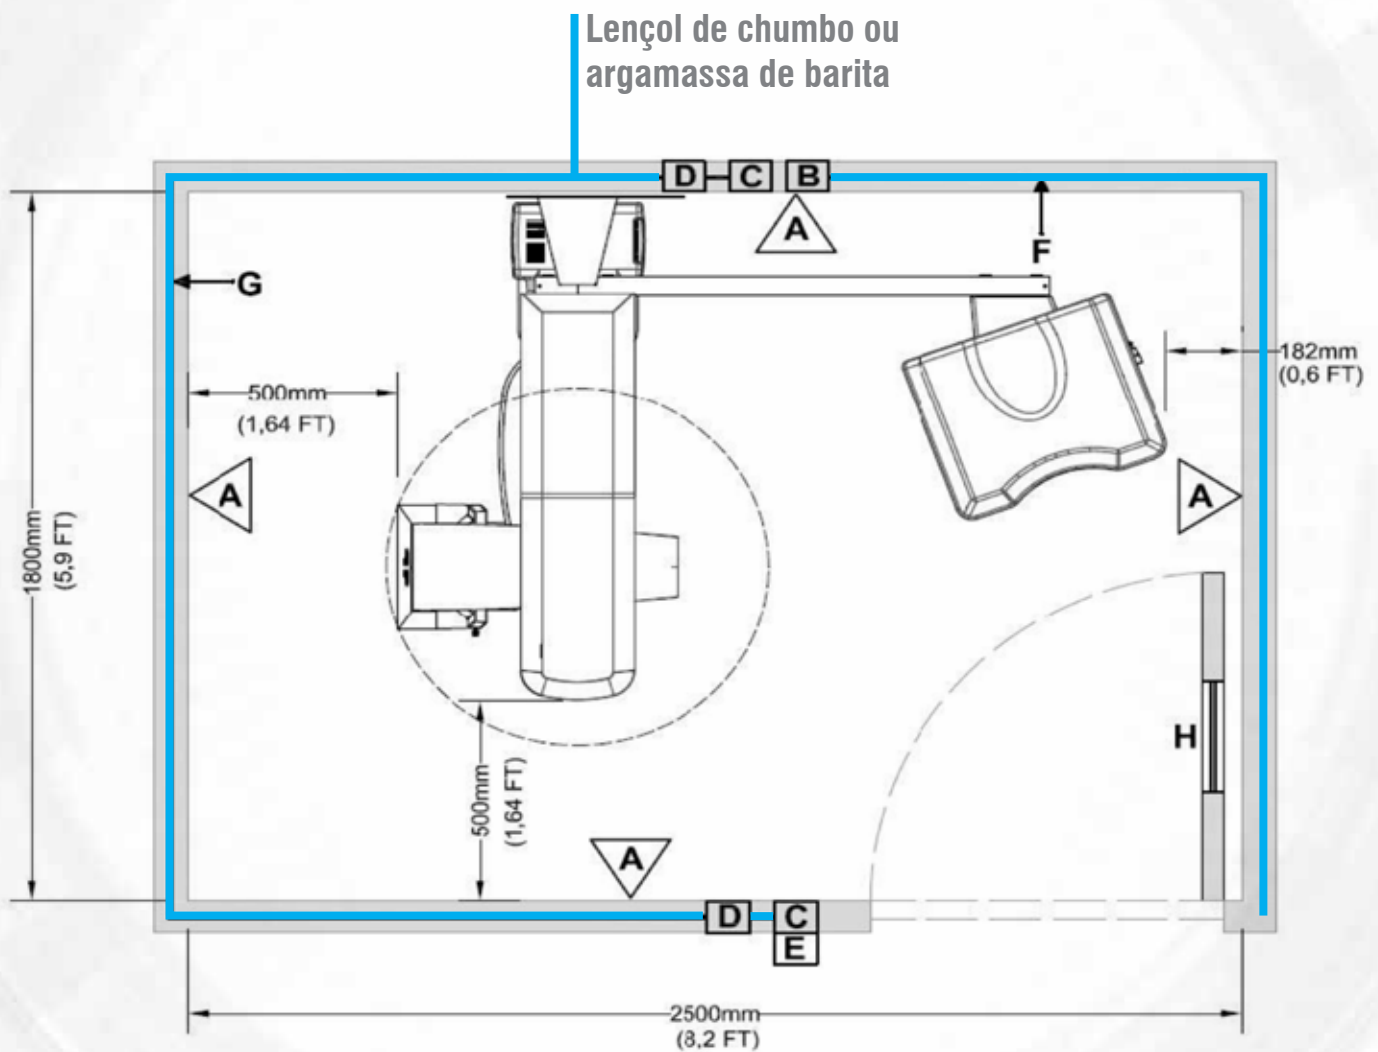 Lençol de chumbo ou
argamassa de barita
D C B
A
F
G
182mm
(0,6 FT)
500mm
(1,64 FT)
A
A
1800mm
(5,9 FT)
H
500mm
(1,64 FT)
A
D C
E
2500mm
(8,2 FT)